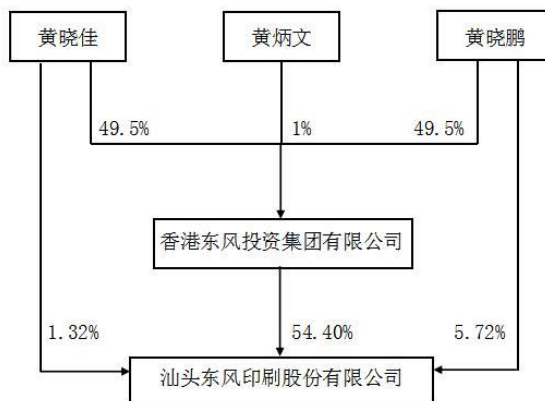 黄晓佳
黄炳文
黄晓鹏
49.5%
1%
49.5%
香港东风投资集团有限公司
1.32%
54.40%
5.72%
汕头东风印刷股份有限公司